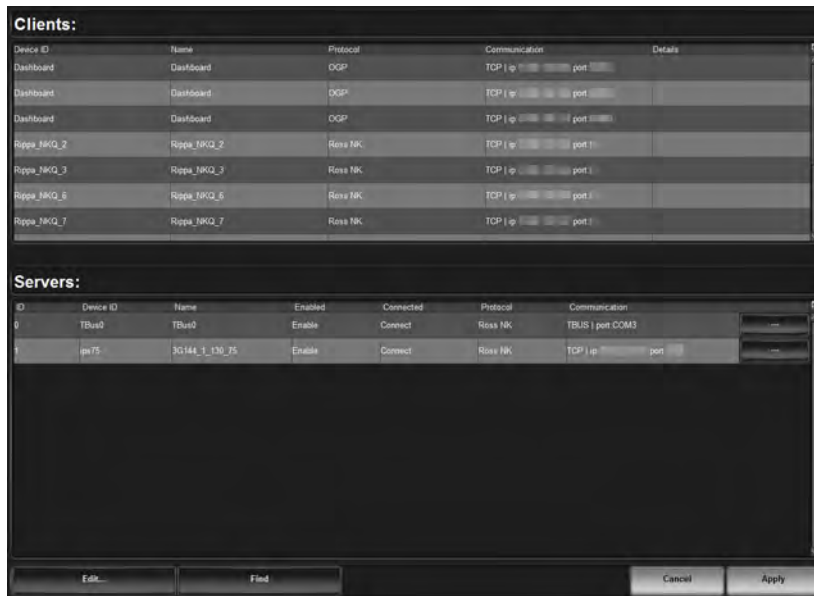 Clients:
Device ID Name Protocol Communication Details
Dashboard Dashboard OGP TCP | ip port
Dashboard Dashboard OGP TCP | ip port
Dashboard Dashboard OGP TCP | ip port
Rippa_NKQ_2 Rippa_NKQ_2 Ross NK TCP | ip port
Rippa_NKQ_3 Rippa_NKQ_3 Ross NK TCP | ip port
Rippa_NKQ_6 Rippa_NKQ_6 Ross NK TCP | ip port
Rippa_NKQ_7 Rippa_NKQ_7 Ross NK TCP | ip port
Servers:
ID Device ID Name Enabled Connected Protocol Communication
0 TBus0 TBus0 Enable Connect Ross NK TBUS | port COM3 ...
1 ips75 3G144_1_130_75 Enable Connect Ross NK TCP | ip port ...
Edit... Find Cancel Apply